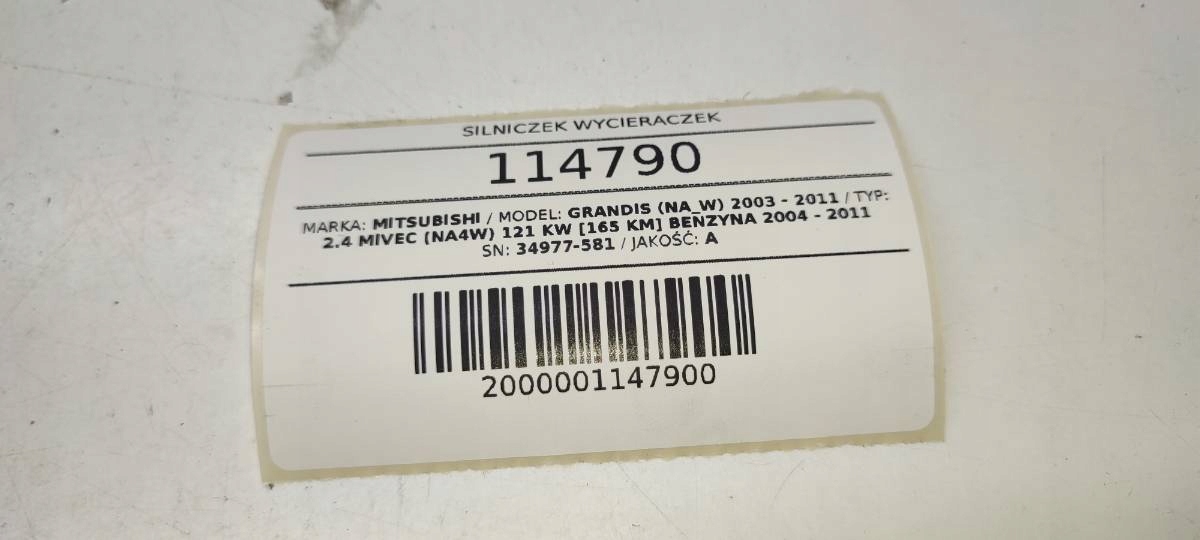 SILNICZEK WYCIERACZEK
114790
MARKA: MITSUBISHI / MODEL: GRANDIS (NA_W) 2003 - 2011 / TYP:
2.4 MIVEC (NA4W) 121 KW [165 KM] BENZYNA 2004 - 2011
SN: 34977-581 / JAKOŚĆ: A
2000001147900